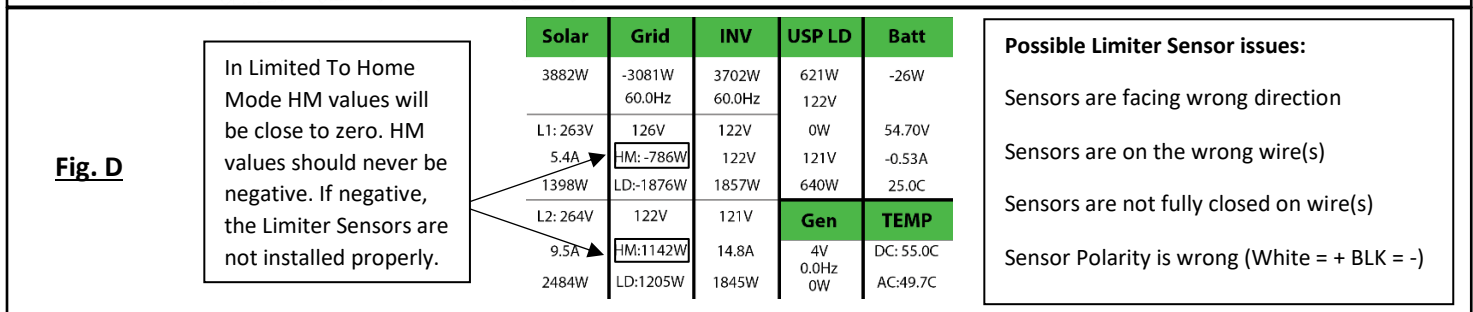 Fig. D
In Limited To Home
Mode HM values will
be close to zero. HM
values should never be
negative. If negative,
the Limiter Sensors are
not installed properly.
Solar Grid INV USP LD Batt
3882W -3081W 3702W 621W -26W
60.0Hz 60.0Hz 122V
L1: 263V 126V 122V 0W 54.70V
5.4A HM: -786W 122V 121V -0.53A
1398W LD:-1876W 1857W 640W 25.0C
L2: 264V 122V 121V Gen TEMP
9.5A HM:1142W 14.8A 4V DC: 55.0C
0.0Hz
2484W LD:1205W 1845W 0W AC:49.7C
Possible Limiter Sensor issues:
Sensors are facing wrong direction
Sensors are on the wrong wire(s)
Sensors are not fully closed on wire(s)
Sensor Polarity is wrong (White = + BLK = -)